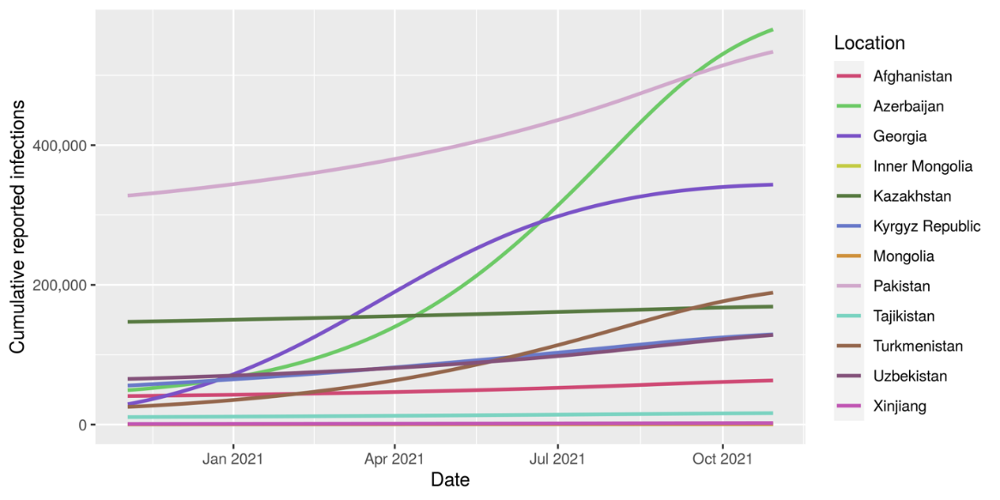 Cumulative reported infections
400,000
200,000
0
Jan 2021
Apr 2021
Jul 2021
Oct 2021
Date
Location
Afghanistan
Azerbaijan
Georgia
Inner Mongolia
Kazakhstan
Kyrgyz Republic
Mongolia
Pakistan
Tajikistan
Turkmenistan
Uzbekistan
Xinjiang